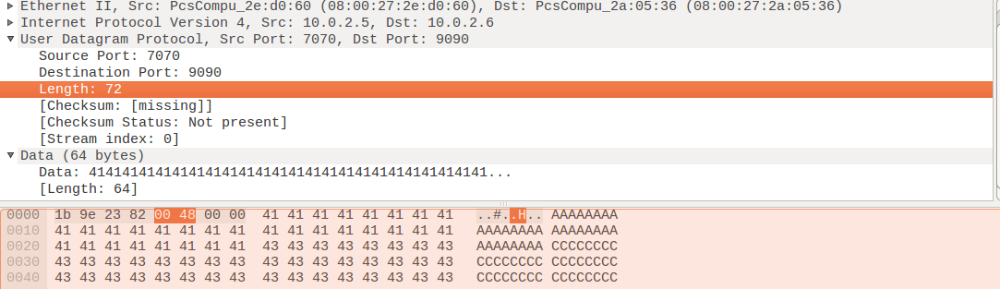 Ethernet II, Src: PcsCompu_2e:d0:60 (08:00:27:2e:d0:60), Dst: PcsCompu_2a:05:36 (08:00:27:2a:05:36)
Internet Protocol Version 4, Src: 10.0.2.5, Dst: 10.0.2.6
User Datagram Protocol, Src Port: 7070, Dst Port: 9090
Source Port: 7070
Destination Port: 9090
Length: 72
[Checksum: [missing]]
[Checksum Status: Not present]
[Stream index: 0]
Data (64 bytes)
Data: 414141414141414141414141414141414141414141414141...
[Length: 64]
0000 1b 9e 23 82 00 48 00 00 41 41 41 41 41 41 41 41 ..#..H.. AAAAAAAA
0010 41 41 41 41 41 41 41 41 41 41 41 41 41 41 41 41 AAAAAAAA AAAAAAAA
0020 41 41 41 41 41 41 41 41 43 43 43 43 43 43 43 43 AAAAAAAA CCCCCCCC
0030 43 43 43 43 43 43 43 43 43 43 43 43 43 43 43 43 CCCCCCCC CCCCCCCC
0040 43 43 43 43 43 43 43 43 43 43 43 43 43 43 43 43 CCCCCCCC CCCCCCCC